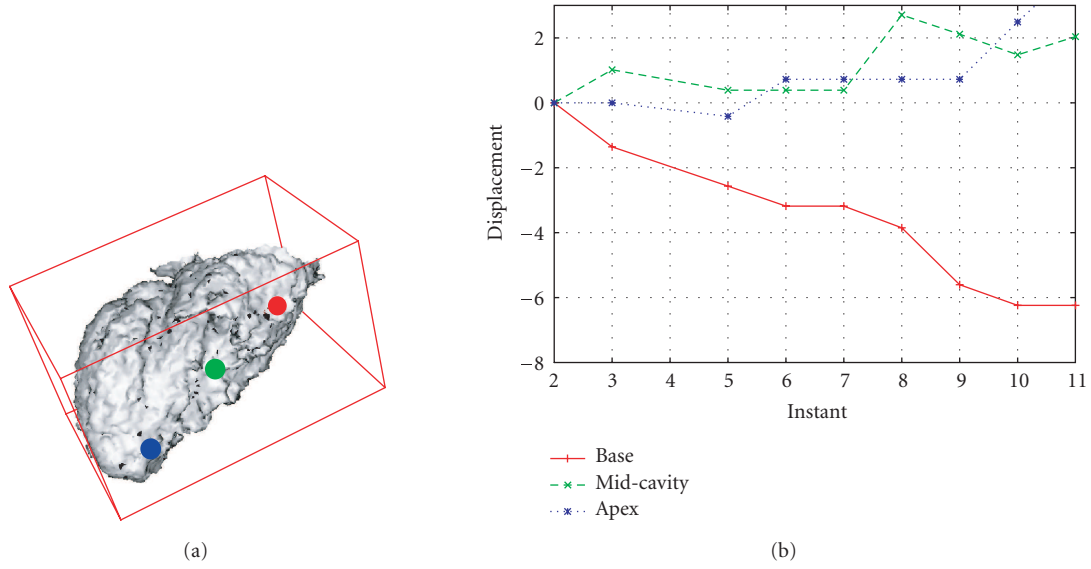 2
0
−2
−4
−6
−8
Displacement
2 3 4 5 6 7 8 9 10 11
Instant
Base
Mid-cavity
Apex
(a) (b)